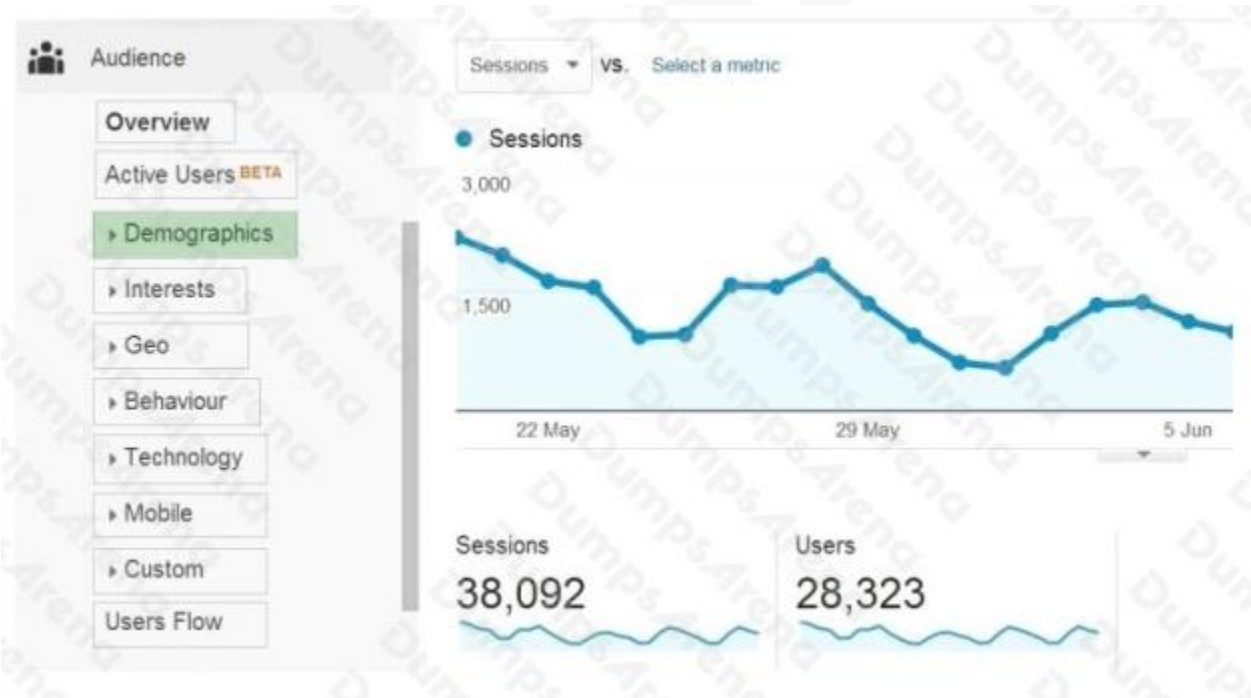 Audience
Overview
Active Users BETA
Demographics
Interests
Geo
Behaviour
Technology
Mobile
Custom
Users Flow
Sessions VS. Select a metric
Sessions
3,000
1,500
22 May 29 May 5 Jun
Sessions
38,092
Users
28,323
DumpsArena